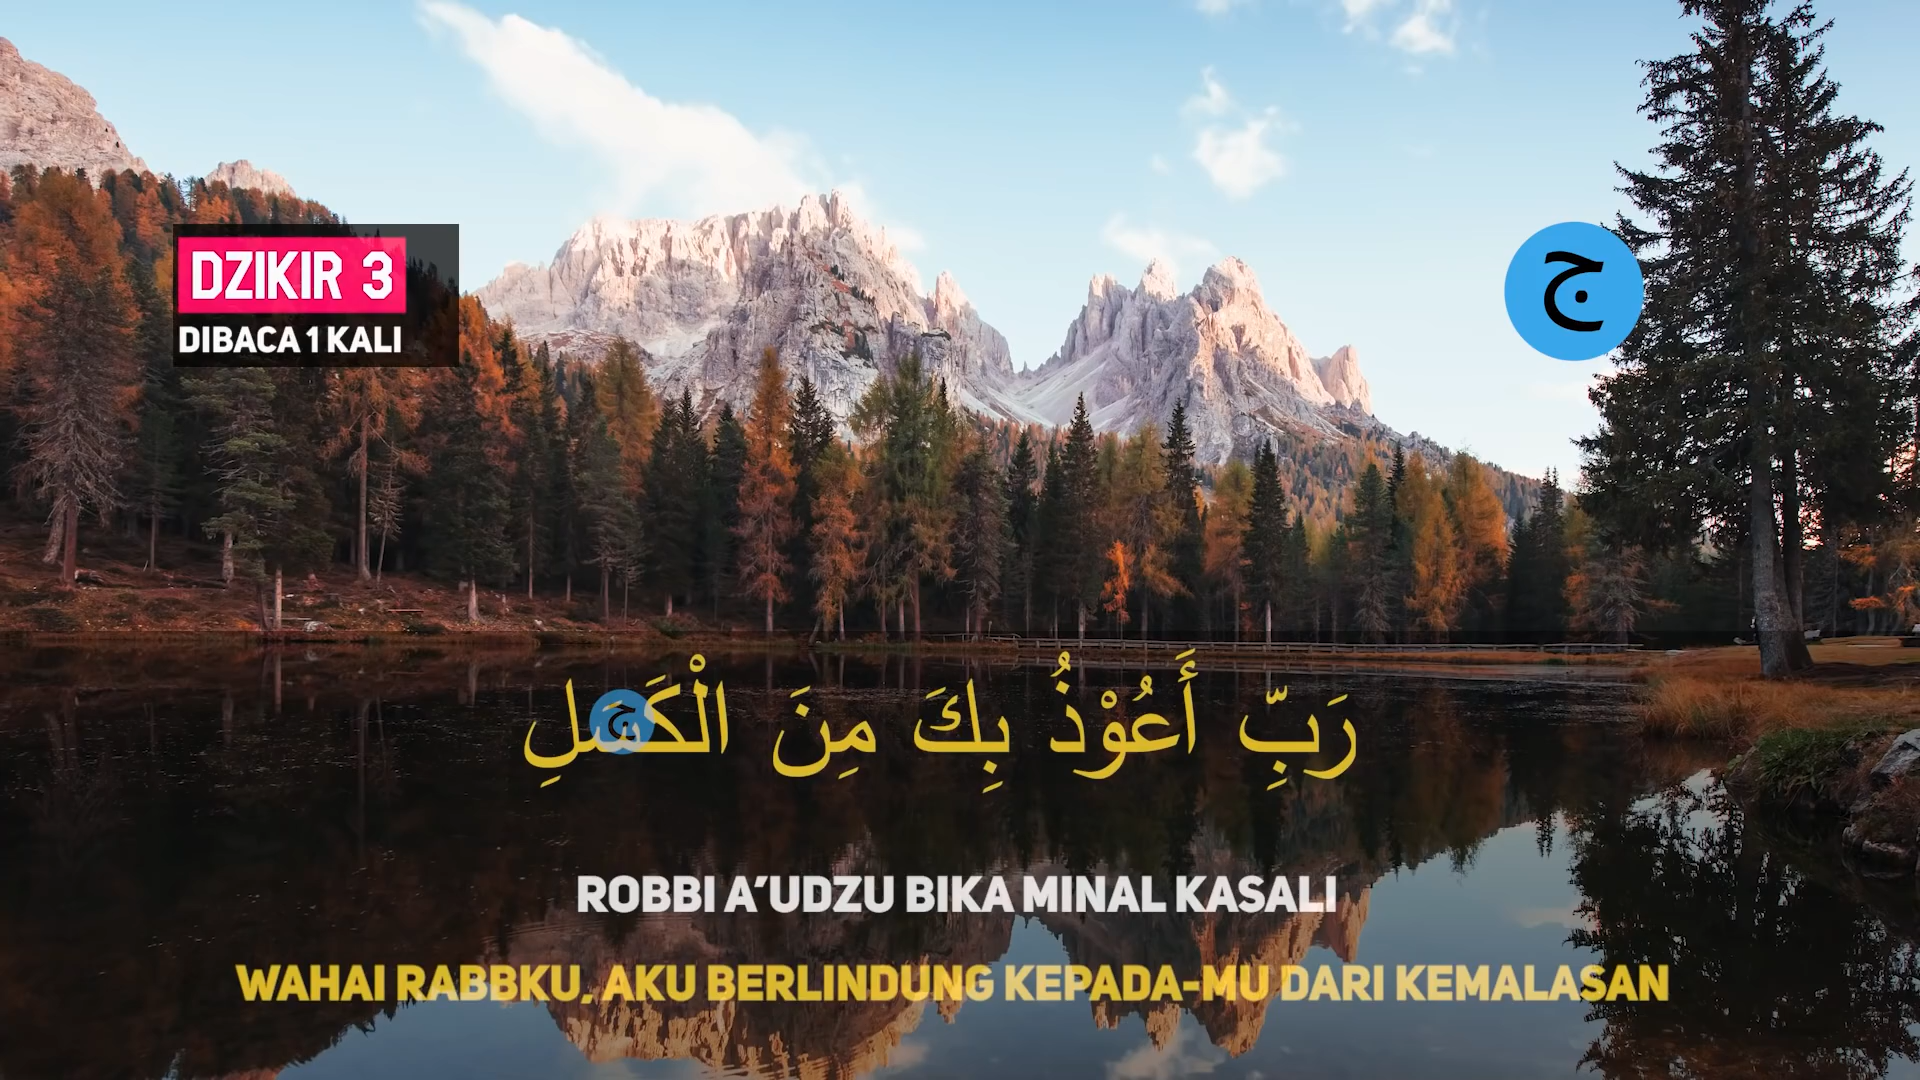 DZIKIR 3
DIBACA 1 KALI
ج
رَبِّ أَعُوْذُ بِكَ مِنَ الْكَسَلِ
ROBBI A’UDZU BIKA MINAL KASALI
WAHAI RABBKU, AKU BERLINDUNG KEPADA-MU DARI KEMALASAN